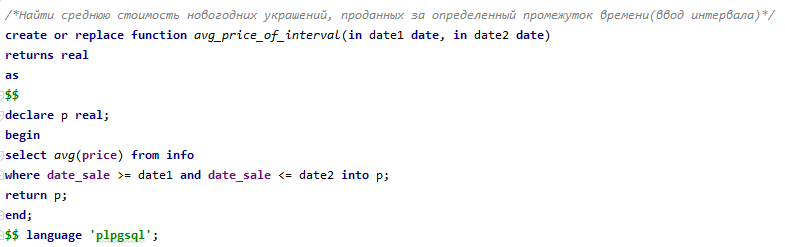 /*Найти среднюю стоимость новогодних украшений, проданных за определенный промежуток времени(ввод интервала)*/
create or replace function avg_price_of_interval(in date1 date, in date2 date)
returns real
as
$$
declare p real;
begin
select avg(price) from info
where date_sale >= date1 and date_sale <= date2 into p;
return p;
end;
$$ language 'plpgsql';